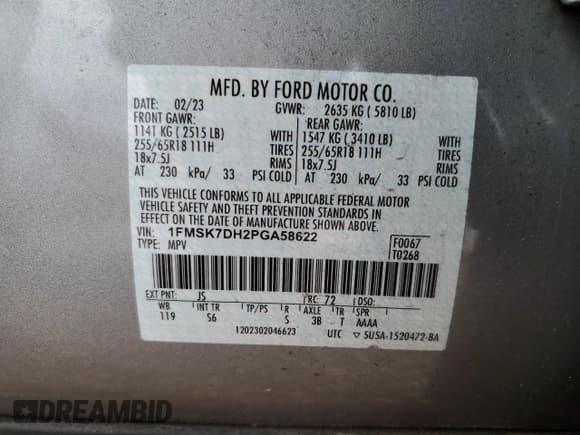 MFD. BY FORD MOTOR CO.
DATE: 02/23 GVWR: 2635 KG ( 5810 LB)
FRONT GAWR: REAR GAWR:
1141 KG ( 2515 LB) WITH 1547 KG ( 3410 LB) WITH
255/65R18 111H TIRES 255/65R18 111H TIRES
18x7.5J RIMS 18x7.5J RIMS
AT 230 kPa/ 33 PSI COLD AT 230 kPa/ 33 PSI COLD
THIS VEHICLE CONFORMS TO ALL APPLICABLE FEDERAL MOTOR
VEHICLE SAFETY AND THEFT PREVENTION STANDARDS IN
EFFECT ON THE DATE OF MANUFACTURE SHOWN ABOVE.
VIN: 1FMSK7DH2PGA58622 F0067
TYPE: MPV T0268
EXT PNT: JS RC: 72 DSO:
WB INT TR TP/PS R AXLE TR SPR
119 S6 S 3B T AAAA
1202302046623 UTC ▽ 5U5A-1520472-BA
DREAMBID